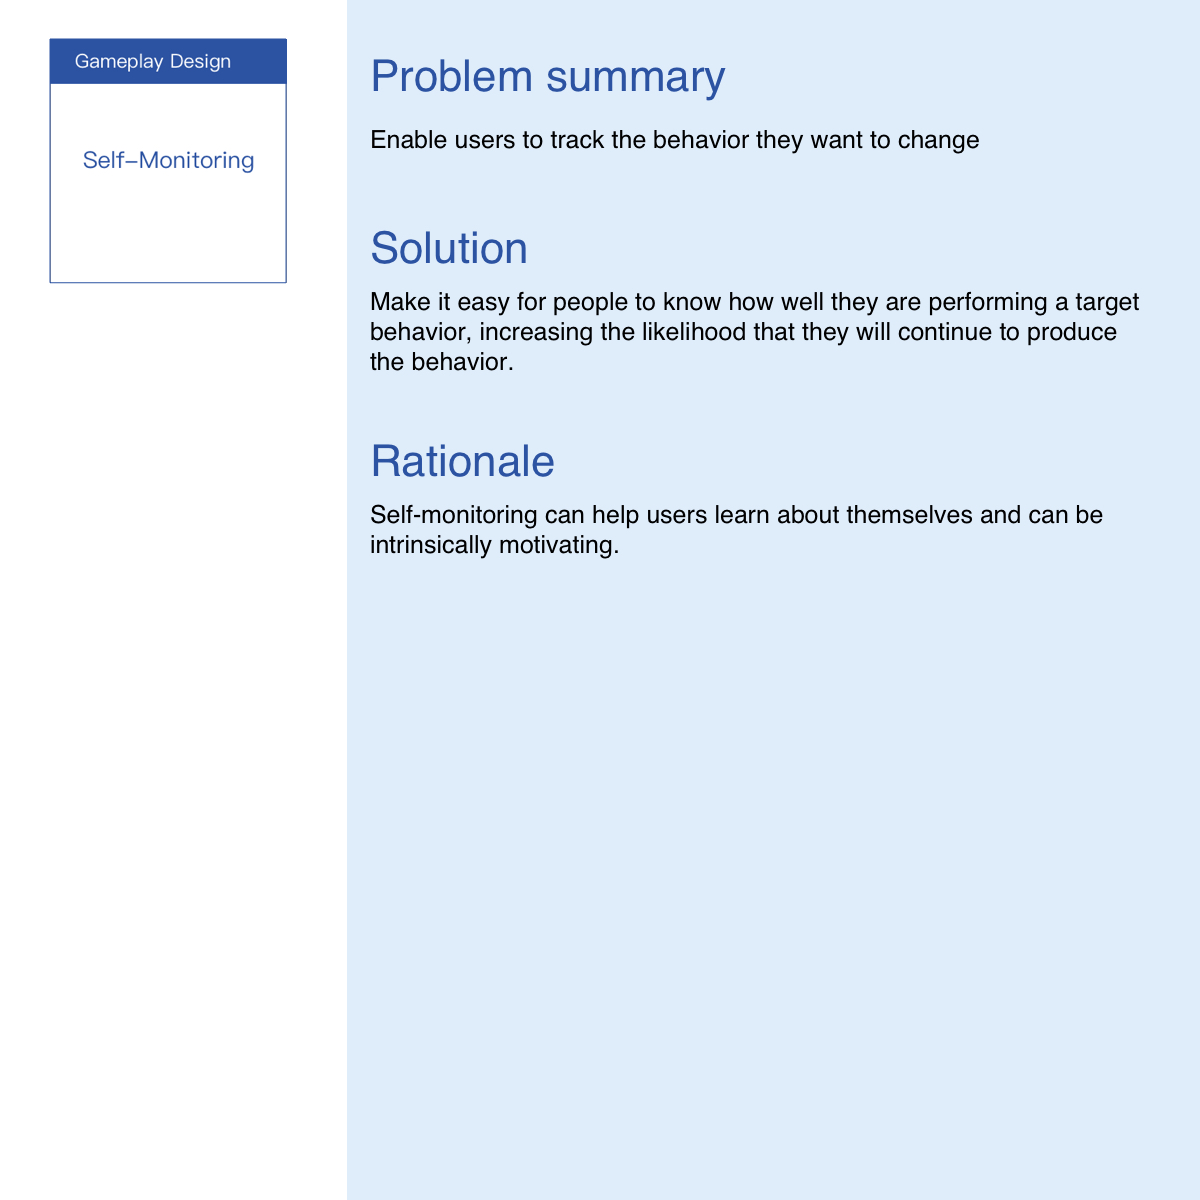 Gameplay Design
Self-Monitoring
Problem summary
Enable users to track the behavior they want to change
Solution
Make it easy for people to know how well they are performing a target
behavior, increasing the likelihood that they will continue to produce
the behavior.
Rationale
Self-monitoring can help users learn about themselves and can be
intrinsically motivating.